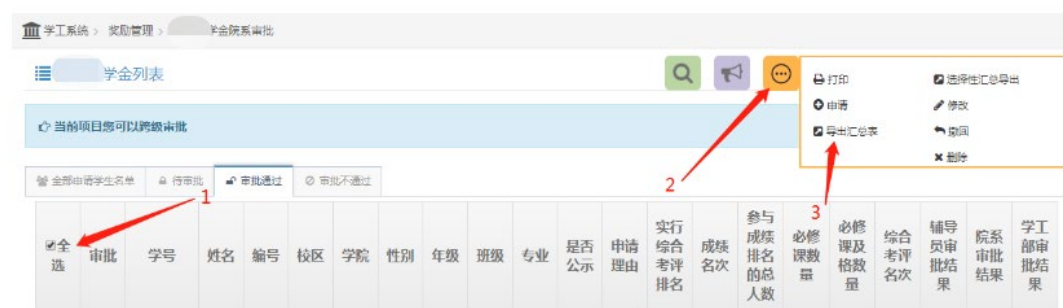 学工系统 > 奖励管理 > 学金院系审批
学金列表
打印
选择性汇总导出
申请
修改
导出汇总表
撤回
删除
当前项目您可以跨级审批
全部申请学生名单 待审批 审批通过 审批不通过
1
2
3
全选 审批 学号 姓名 编号 校区 学院 性别 年级 班级 专业 是否公示 申请理由 实行综合考评排名 成绩名次 参与成绩排名的总人数 必修课数量 必修课及格数量 综合考评名次 辅导员审批结果 院系审批结果 学工部审批结果